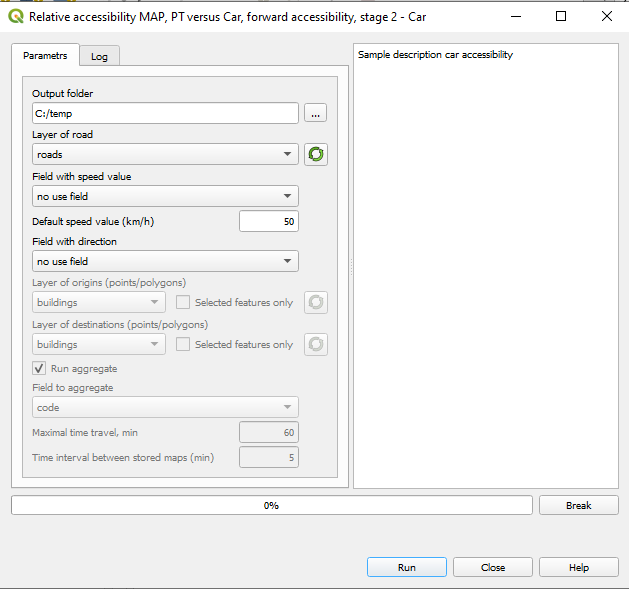 Relative accessibility MAP, PT versus Car, forward accessibility, stage 2 - Car
Parametrs
Log
Sample description car accessibility
Output folder
C:/temp
...
Layer of road
roads
Field with speed value
no use field
Default speed value (km/h)
50
Field with direction
no use field
Layer of origins (points/polygons)
buildings
Selected features only
Layer of destinations (points/polygons)
buildings
Selected features only
Run aggregate
Field to aggregate
code
Maximal time travel, min
60
Time interval between stored maps (min)
5
0%
Break
Run
Close
Help